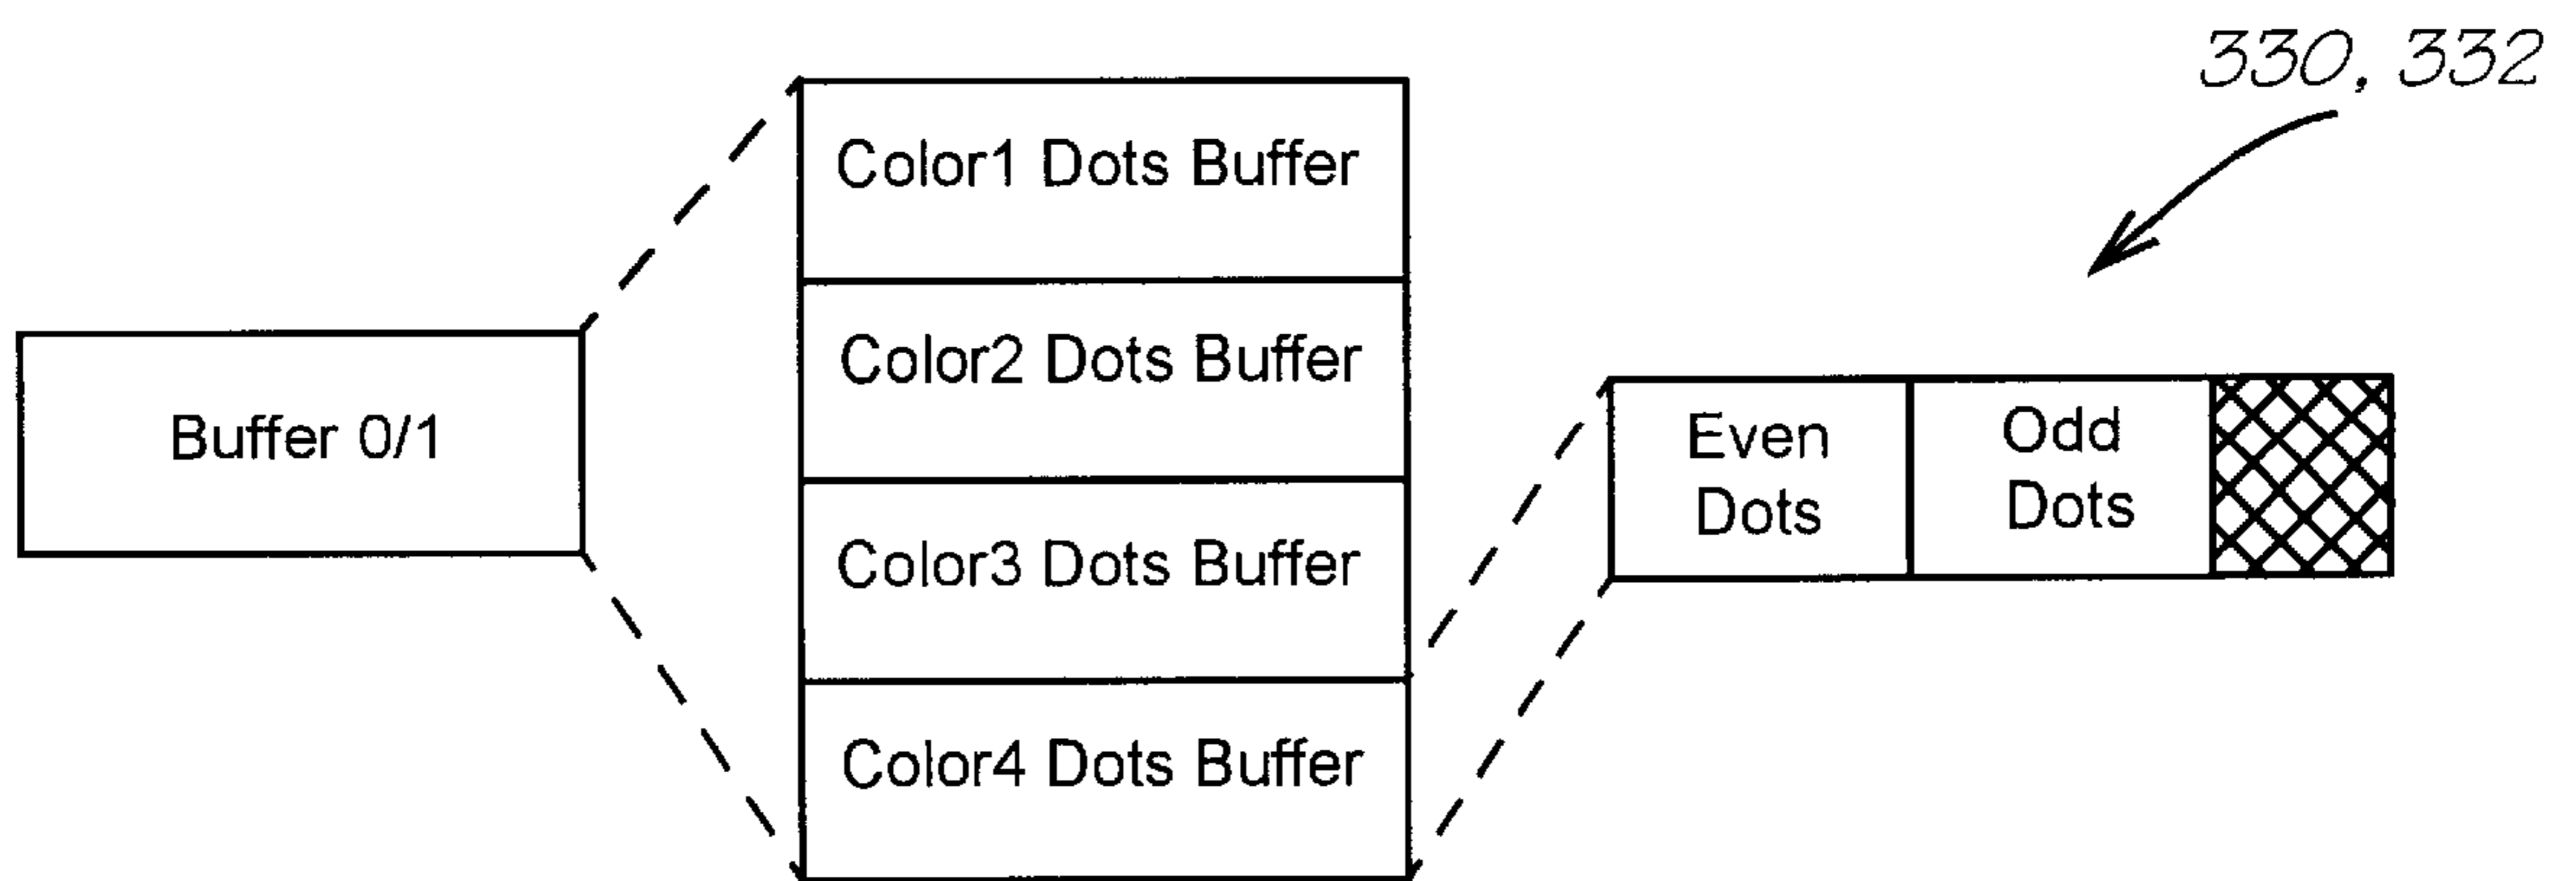 330, 332
Color1 Dots Buffer
Color2 Dots Buffer
Buffer 0/1
Color3 Dots Buffer
Color4 Dots Buffer
Even
Dots
Odd
Dots